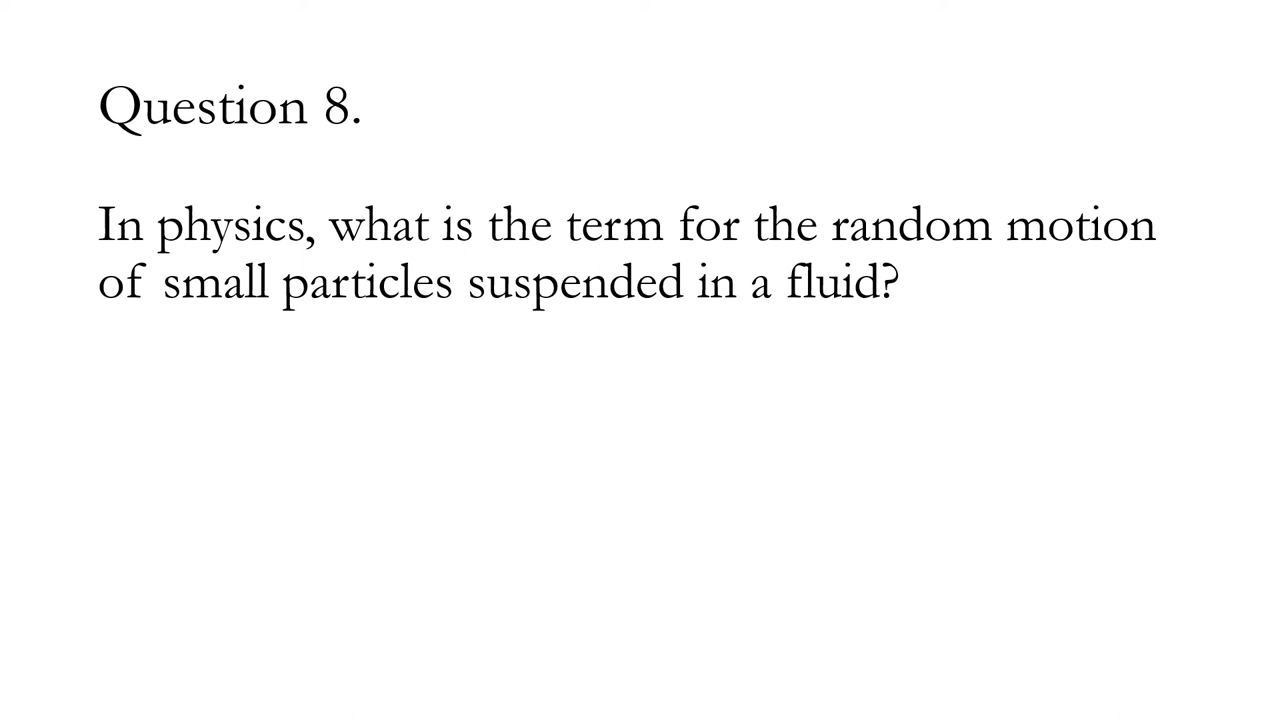 Question 8.
In physics, what is the term for the random motion
of small particles suspended in a fluid?